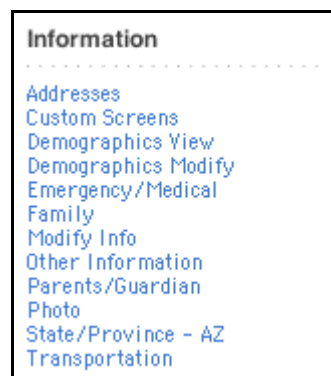 Information
Addresses
Custom Screens
Demographics View
Demographics Modify
Emergency/Medical
Family
Modify Info
Other Information
Parents/Guardian
Photo
State/Province - AZ
Transportation